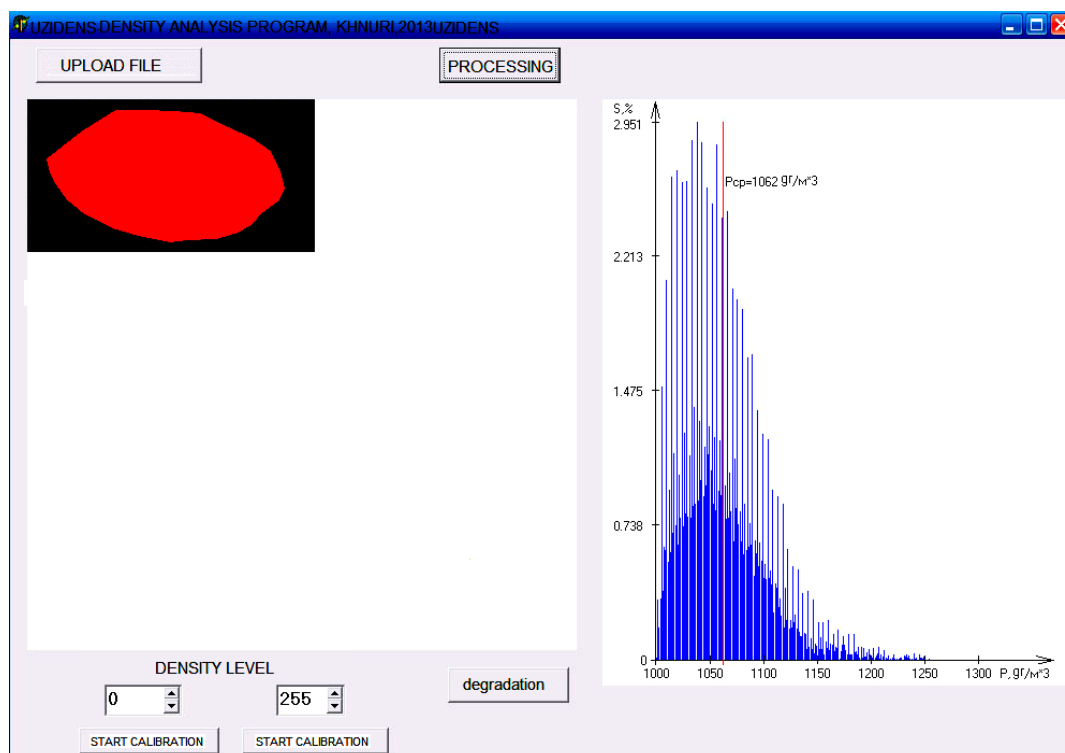 UZIDENS-DENSITY ANALYSIS PROGRAM, KHNURI,2013UZIDENS
UPLOAD FILE
PROCESSING
S,%
2.951
Pcp=1062 gr/м*3
2.213
1.475
0.738
0
1000 1050 1100 1150 1200 1250 1300 P,gr/м*3
DENSITY LEVEL
0 255
degradation
START CALIBRATION START CALIBRATION